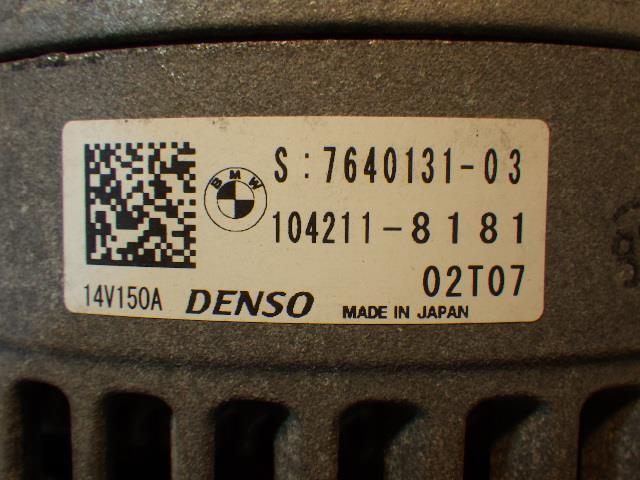 BMW
S:7640131-03
104211-8181
02T07
14V150A DENSO MADE IN JAPAN